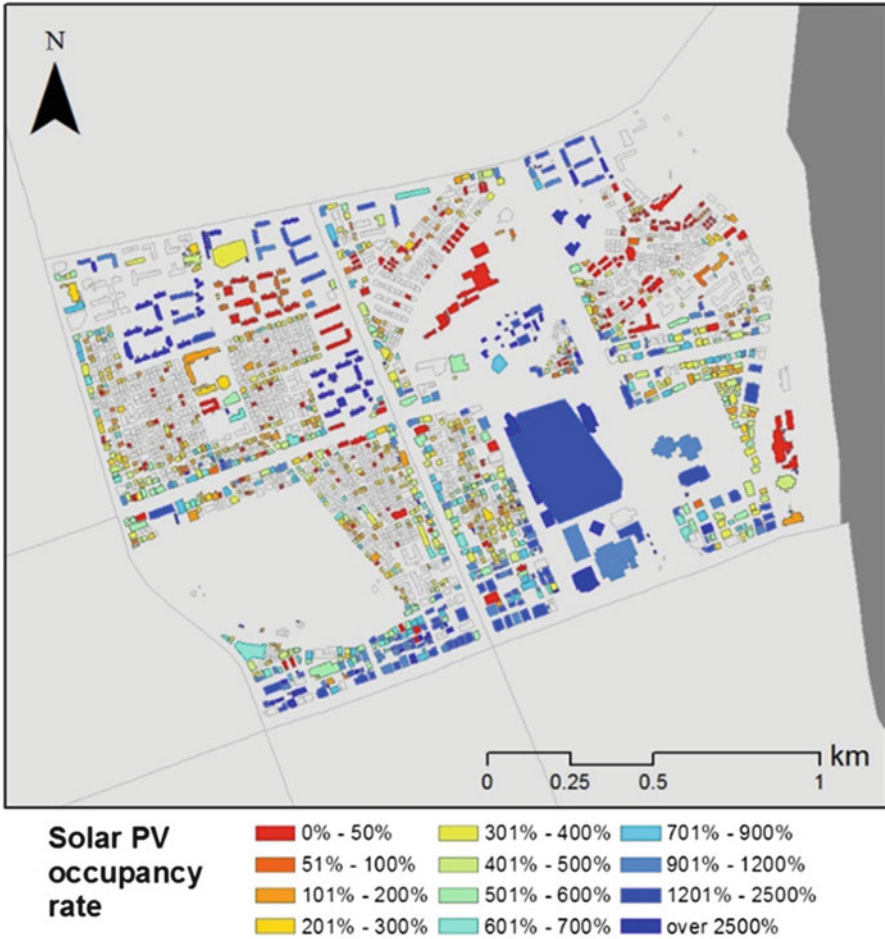 N
km
0 0.25 0.5 1
Solar PV
occupancy
rate
0% - 50%
51% - 100%
101% - 200%
201% - 300%
301% - 400%
401% - 500%
501% - 600%
601% - 700%
701% - 900%
901% - 1200%
1201% - 2500%
over 2500%